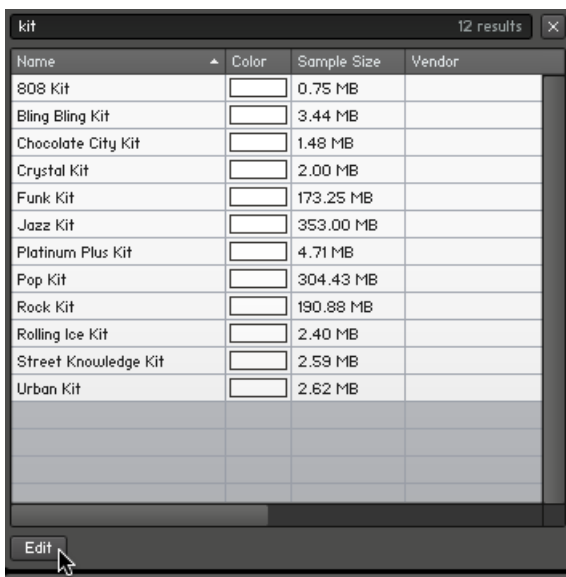 kit 12 results
Name Color Sample Size Vendor
808 Kit 0.75 MB
Bling Bling Kit 3.44 MB
Chocolate City Kit 1.48 MB
Crystal Kit 2.00 MB
Funk Kit 173.25 MB
Jazz Kit 353.00 MB
Platinum Plus Kit 4.71 MB
Pop Kit 304.43 MB
Rock Kit 190.88 MB
Rolling Ice Kit 2.40 MB
Street Knowledge Kit 2.59 MB
Urban Kit 2.62 MB
Edit